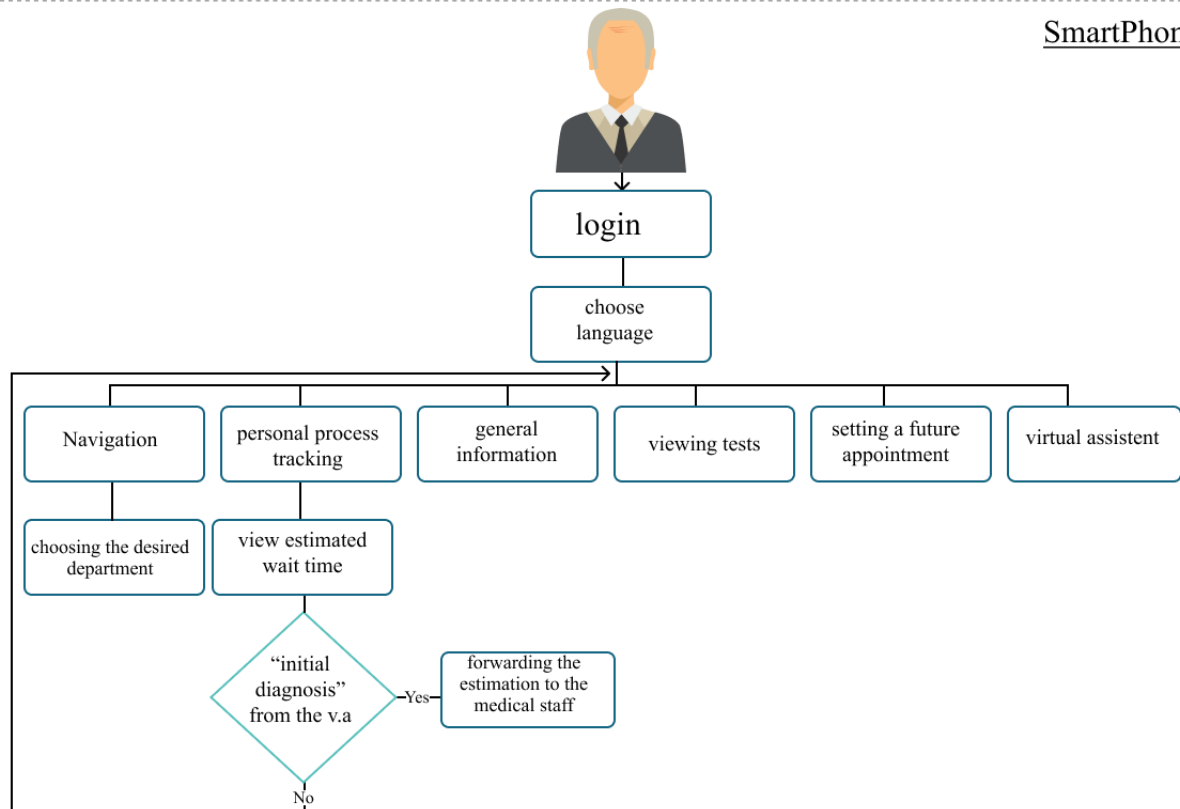 SmartPhon
login
choose
language
Navigation
personal process
tracking
general
information
viewing tests
setting a future
appointment
virtual assistent
choosing the desired
department
view estimated
wait time
“initial
diagnosis”
from the v.a
Yes
forwarding the
estimation to the
medical staff
No